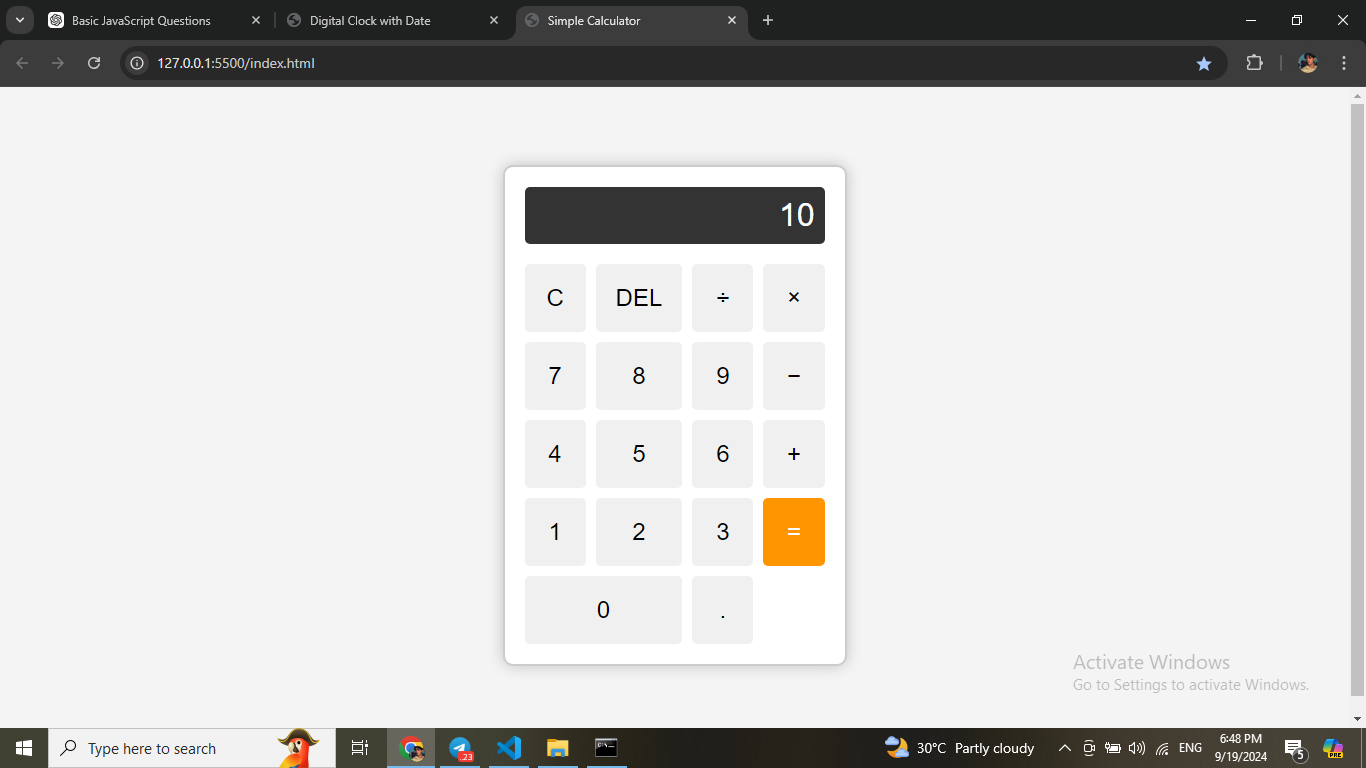 Basic JavaScript Questions
Digital Clock with Date
Simple Calculator
127.0.0.1:5500/index.html
10
C DEL ÷ ×
7 8 9 −
4 5 6 +
1 2 3 =
0 .
Activate Windows
Go to Settings to activate Windows.
Type here to search
23
30°C Partly cloudy
ENG
6:48 PM
9/19/2024
5
PRE